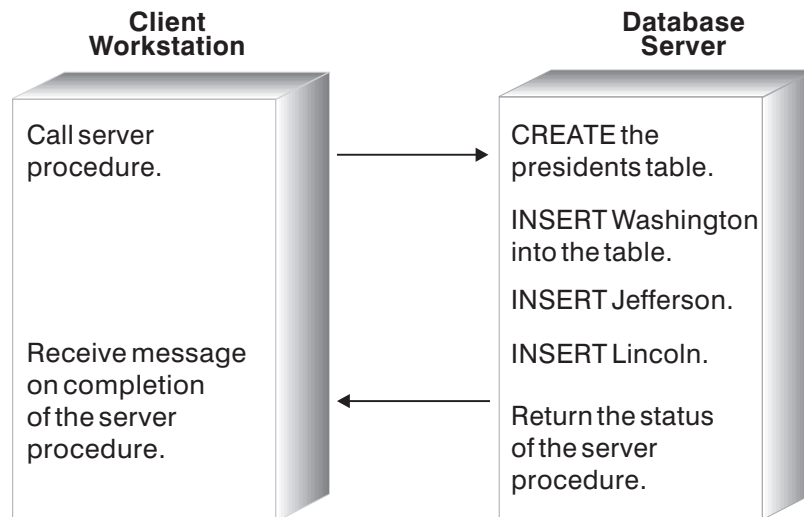 Client
Workstation
Database
Server
Call server
procedure.
Receive message
on completion
of the server
procedure.
CREATE the
presidents table.
INSERT Washington
into the table.
INSERT Jefferson.
INSERT Lincoln.
Return the status
of the server
procedure.